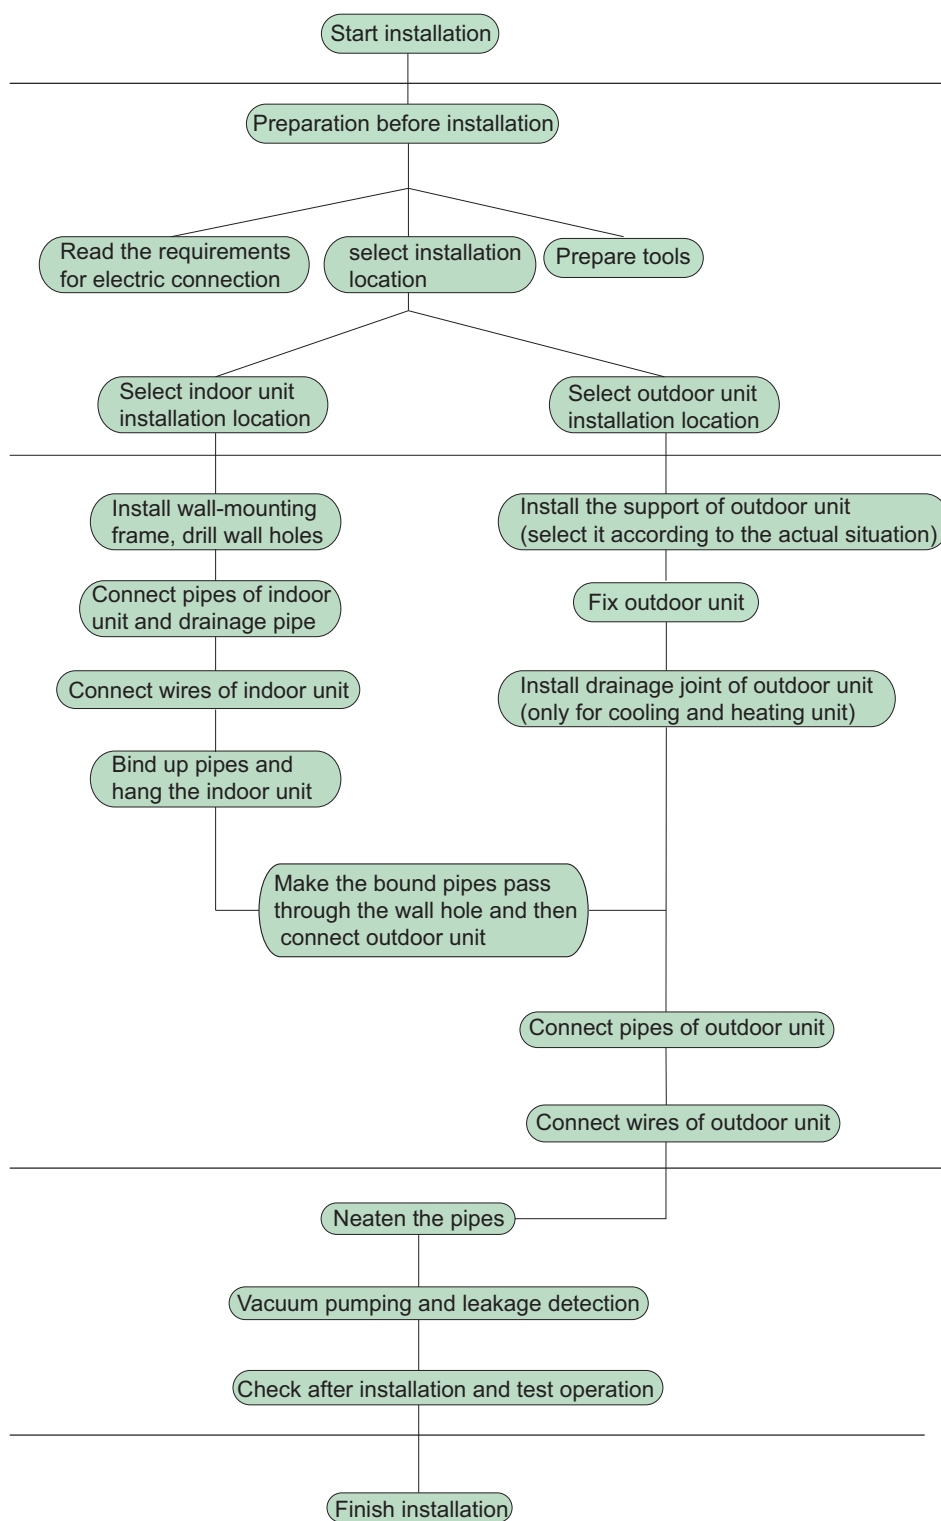 Start installation
Preparation before installation
Read the requirements
for electric connection
select installation
location
Prepare tools
Select indoor unit
installation location
Select outdoor unit
installation location
Install wall-mounting
frame, drill wall holes
Install the support of outdoor unit
(select it according to the actual situation)
Connect pipes of indoor
unit and drainage pipe
Fix outdoor unit
Connect wires of indoor unit
Install drainage joint of outdoor unit
(only for cooling and heating unit)
Bind up pipes and
hang the indoor unit
Make the bound pipes pass
through the wall hole and then
connect outdoor unit
Connect pipes of outdoor unit
Connect wires of outdoor unit
Neaten the pipes
Vacuum pumping and leakage detection
Check after installation and test operation
Finish installation